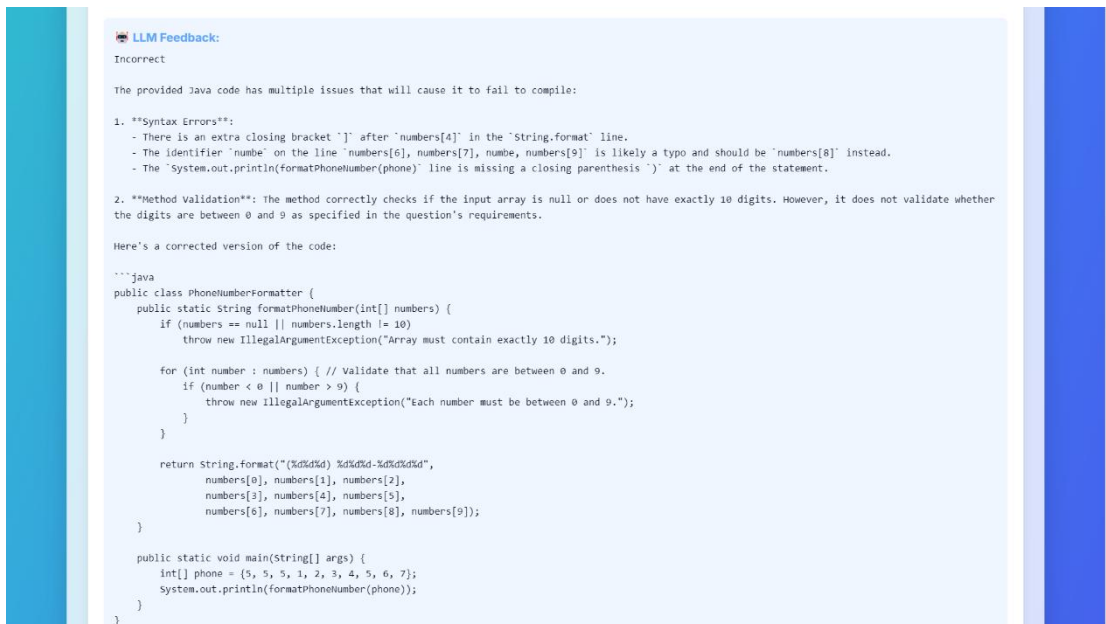 LLM Feedback:
Incorrect
The provided Java code has multiple issues that will cause it to fail to compile:
1. **Syntax Errors**:
- There is an extra closing bracket `]` after `numbers[4]` in the `String.format` line.
- The identifier `numbe` on the line `numbers[6], numbers[7], numbe, numbers[9]` is likely a typo and should be `numbers[8]` instead.
- The `System.out.println(formatPhoneNumber(phone)` line is missing a closing parenthesis `)` at the end of the statement.
2. **Method Validation**: The method correctly checks if the input array is null or does not have exactly 10 digits. However, it does not validate whether
the digits are between 0 and 9 as specified in the question's requirements.
Here's a corrected version of the code:
```java
public class PhoneNumberFormatter {
    public static String formatPhoneNumber(int[] numbers) {
        if (numbers == null || numbers.length != 10)
            throw new IllegalArgumentException("Array must contain exactly 10 digits.");
        for (int number : numbers) { // Validate that all numbers are between 0 and 9.
            if (number < 0 || number > 9) {
                throw new IllegalArgumentException("Each number must be between 0 and 9.");
            }
        }
        return String.format("(%d%d%d) %d%d%d-%d%d%d%d",
                numbers[0], numbers[1], numbers[2],
                numbers[3], numbers[4], numbers[5],
                numbers[6], numbers[7], numbers[8], numbers[9]);
    }
    public static void main(String[] args) {
        int[] phone = {5, 5, 5, 1, 2, 3, 4, 5, 6, 7};
        System.out.println(formatPhoneNumber(phone));
    }
}